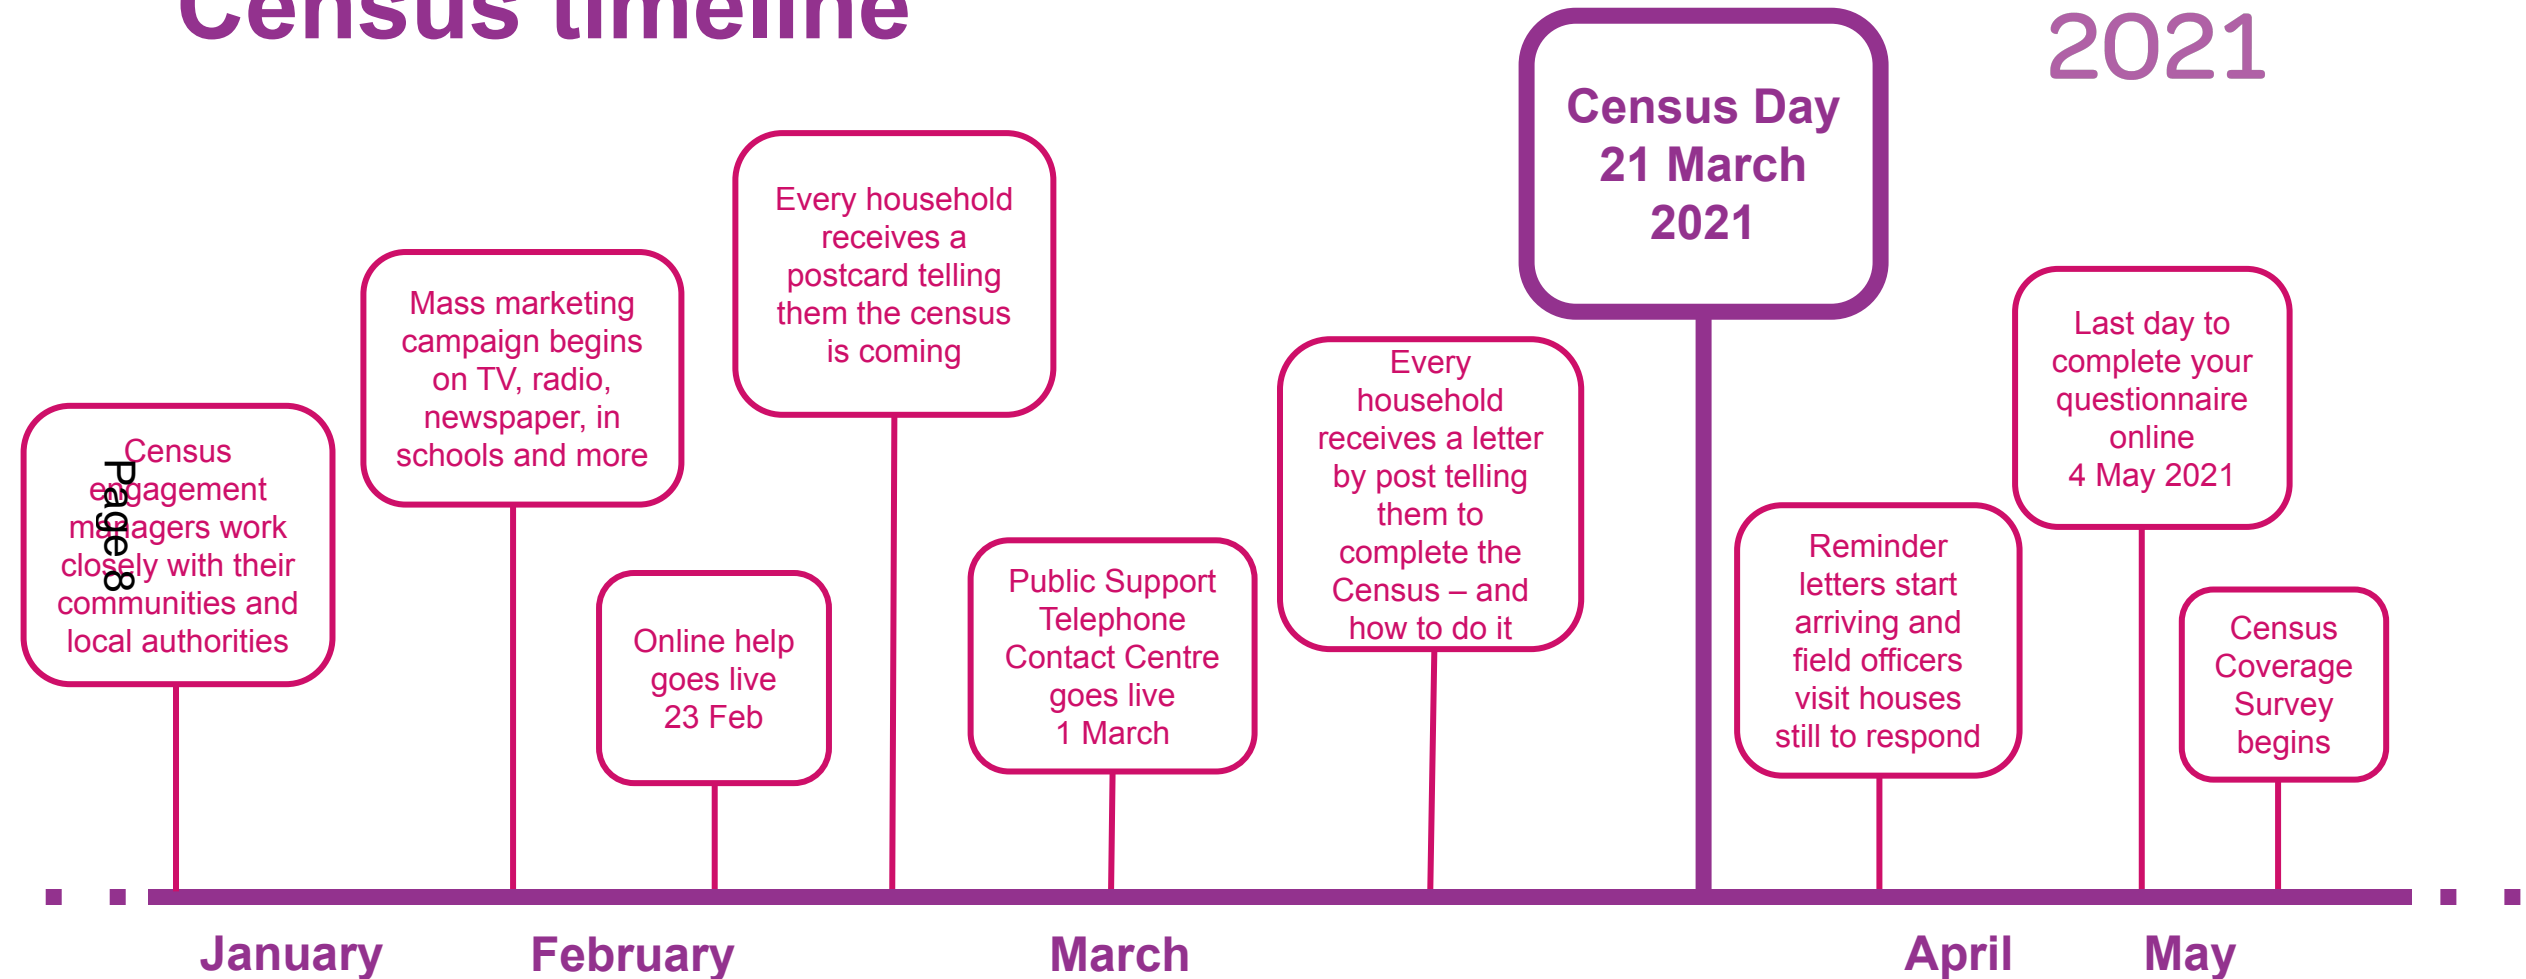 Census timeline
2021
Census Day
21 March
2021
Every household
receives a
postcard telling
them the census
is coming
Mass marketing
campaign begins
on TV, radio,
newspaper, in
schools and more
Last day to
complete your
questionnaire
online
4 May 2021
Every
household
receives a letter
by post telling
them to
complete the
Census – and
how to do it
Census
engagement
managers work
closely with their
communities and
local authorities
Page 8
Online help
goes live
23 Feb
Public Support
Telephone
Contact Centre
goes live
1 March
Reminder
letters start
arriving and
field officers
visit houses
still to respond
Census
Coverage
Survey
begins
January
February
March
April
May